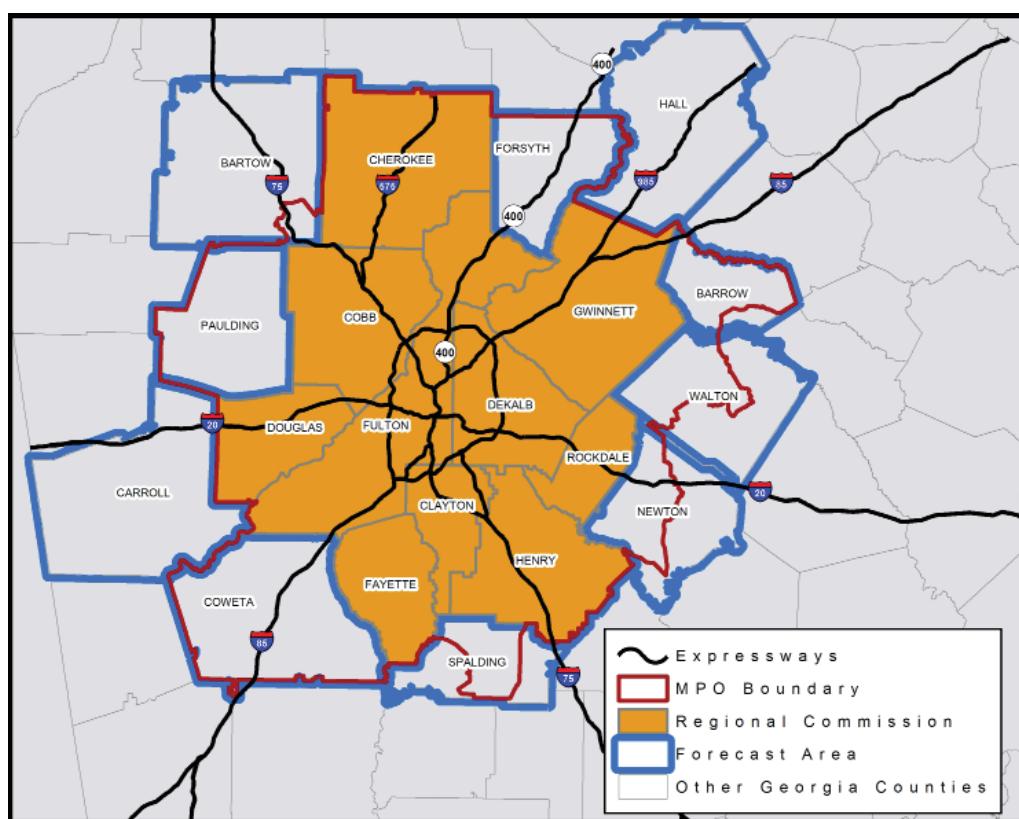 400
HALL
FORSYTH
CHEROKEE
BARTOW
75
575
985
85
400
BARROW
GWINNETT
COBB
PAULDING
400
WALTON
DEKALB
20
DOUGLAS
FULTON
ROCKDALE
CARROLL
20
CLAYTON
NEWTON
HENRY
FAYETTE
COWETA
85
SPALDING
75
Expressways
MPO Boundary
Regional Commission
Forecast Area
Other Georgia Counties